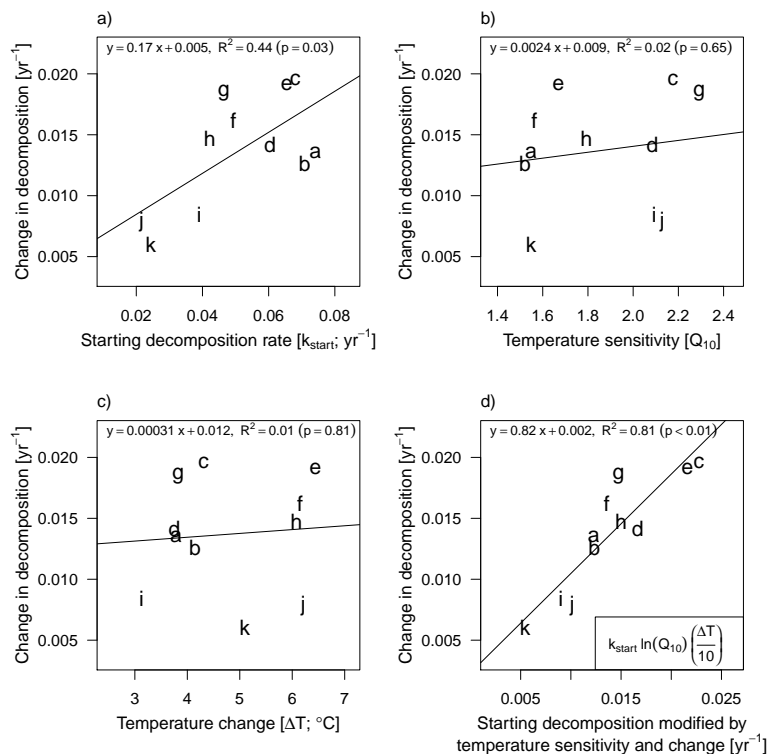 a)
y = 0.17 x + 0.005, R² = 0.44 (p = 0.03)
Change in decomposition [yr⁻¹]
0.020
0.015
0.010
0.005
e
c
g
f
h
d
a
b
i
j
k
0.02 0.04 0.06 0.08
Starting decomposition rate [k_start; yr⁻¹]
b)
y = 0.0024 x + 0.009, R² = 0.02 (p = 0.65)
Change in decomposition [yr⁻¹]
0.020
0.015
0.010
0.005
c
e
g
f
h
d
a
b
i
j
k
1.4 1.6 1.8 2.0 2.2 2.4
Temperature sensitivity [Q₁₀]
c)
y = 0.00031 x + 0.012, R² = 0.01 (p = 0.81)
Change in decomposition [yr⁻¹]
0.020
0.015
0.010
0.005
c
e
g
f
h
d
a
b
i
j
k
3 4 5 6 7
Temperature change [ΔT; °C]
d)
y = 0.82 x + 0.002, R² = 0.81 (p < 0.01)
Change in decomposition [yr⁻¹]
0.020
0.015
0.010
0.005
c
e
g
f
h
d
a
b
i
j
k
k_start ln(Q₁₀) (ΔT/10)
0.005 0.015 0.025
Starting decomposition modified by
temperature sensitivity and change [yr⁻¹]